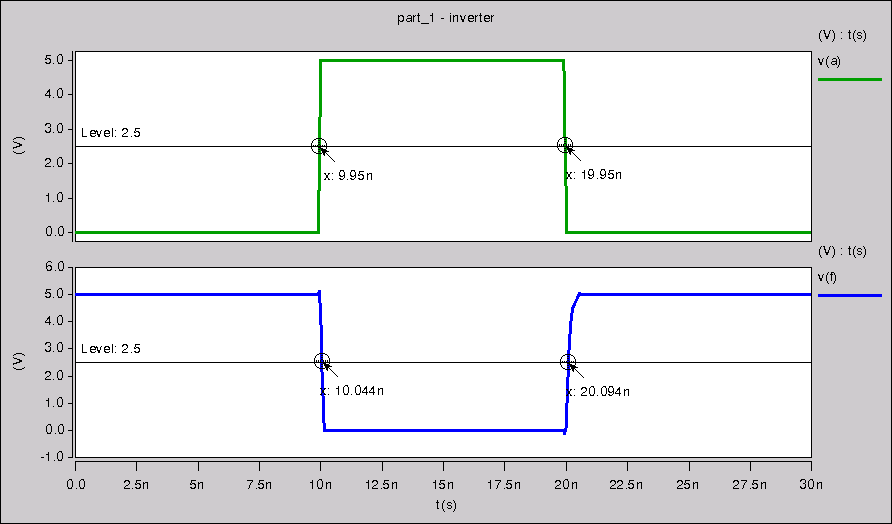 part_1 - inverter
(V) : t(s)
v(a)
5.0
4.0
3.0
2.0
1.0
0.0
(V)
Level: 2.5
x: 9.95n
x: 19.95n
(V) : t(s)
v(f)
6.0
5.0
4.0
3.0
2.0
1.0
0.0
-1.0
(V)
Level: 2.5
x: 10.044n
x: 20.094n
0.0 2.5n 5n 7.5n 10n 12.5n 15n 17.5n 20n 22.5n 25n 27.5n 30n
t(s)